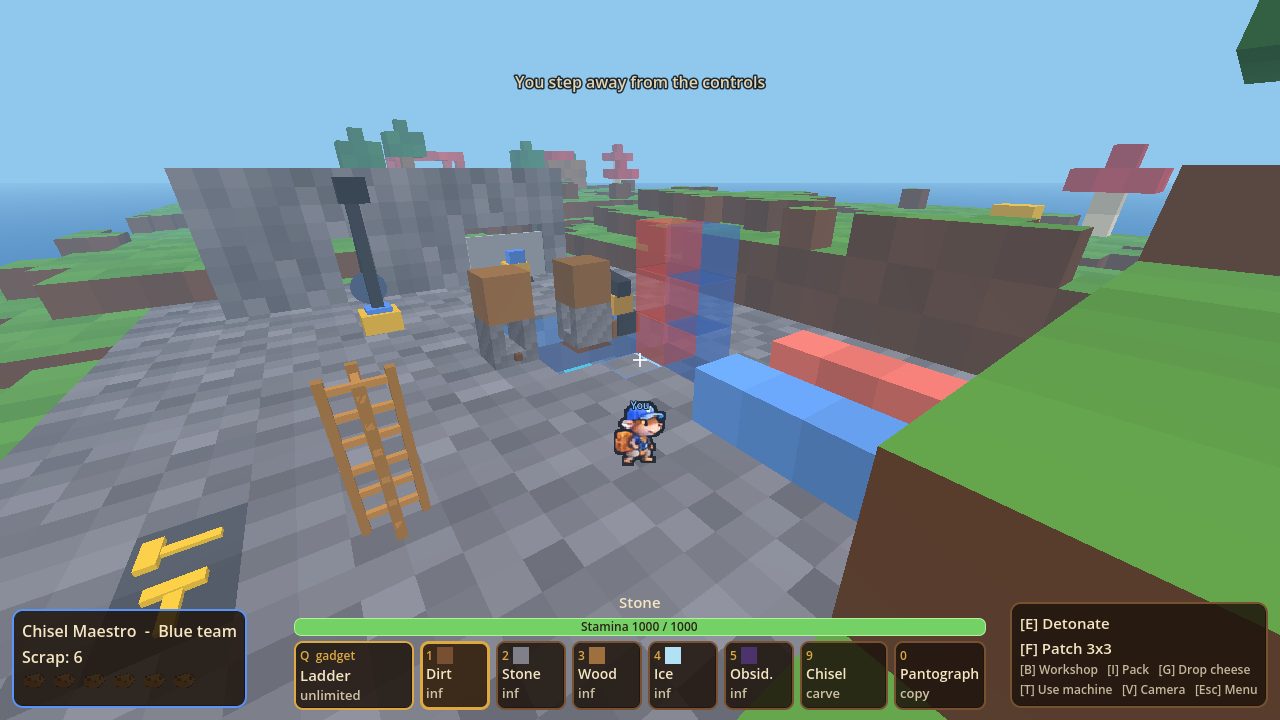 You step away from the controls
You
Stone
Stamina 1000 / 1000
Chisel Maestro - Blue team
Scrap: 6
Q gadget
Ladder
unlimited
1
Dirt
inf
2
Stone
inf
3
Wood
inf
4
Ice
inf
5
Obsid.
inf
9
Chisel
carve
0
Pantograph
copy
[E] Detonate
[F] Patch 3x3
[B] Workshop [I] Pack [G] Drop cheese
[T] Use machine [V] Camera [Esc] Menu